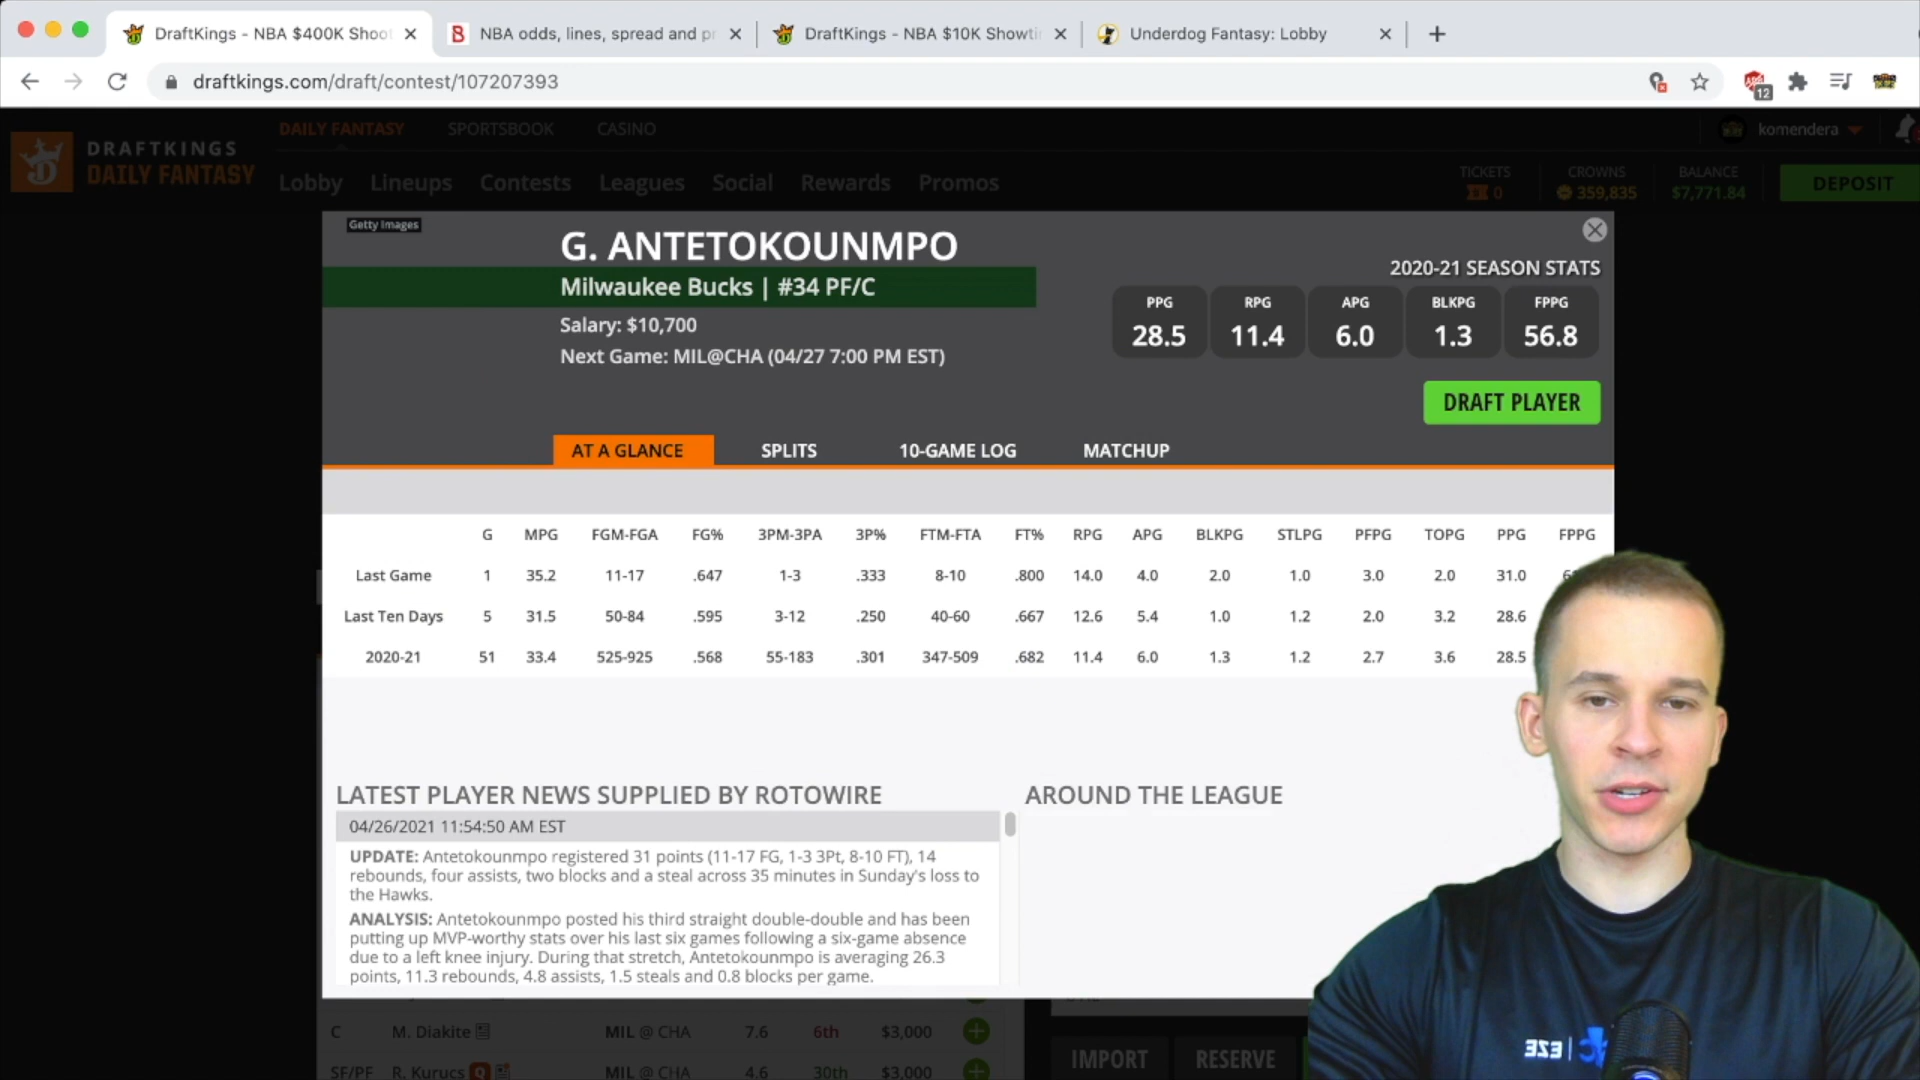 DraftKings - NBA $400K Shoot
NBA odds, lines, spread and pr
DraftKings - NBA $10K Showti
Underdog Fantasy: Lobby
draftkings.com/draft/contest/107207393
12
DAILY FANTASY SPORTSBOOK CASINO
komendera
DRAFTKINGS
DAILY FANTASY
Lobby Lineups Contests Leagues Social Rewards Promos
TICKETS CROWNS BALANCE
0 359,835 $7,771.84
DEPOSIT
Getty Images
G. ANTETOKOUNMPO
Milwaukee Bucks | #34 PF/C
Salary: $10,700
Next Game: MIL@CHA (04/27 7:00 PM EST)
2020-21 SEASON STATS
PPG RPG APG BLKPG FPPG
28.5 11.4 6.0 1.3 56.8
DRAFT PLAYER
AT A GLANCE SPLITS 10-GAME LOG MATCHUP
G MPG FGM-FGA FG% 3PM-3PA 3P% FTM-FTA FT% RPG APG BLKPG STLPG PFPG TOPG PPG FPPG
Last Game 1 35.2 11-17 .647 1-3 .333 8-10 .800 14.0 4.0 2.0 1.0 3.0 2.0 31.0
Last Ten Days 5 31.5 50-84 .595 3-12 .250 40-60 .667 12.6 5.4 1.0 1.2 2.0 3.2 28.6
2020-21 51 33.4 525-925 .568 55-183 .301 347-509 .682 11.4 6.0 1.3 1.2 2.7 3.6 28.5
LATEST PLAYER NEWS SUPPLIED BY ROTOWIRE
AROUND THE LEAGUE
04/26/2021 11:54:50 AM EST
UPDATE: Antetokounmpo registered 31 points (11-17 FG, 1-3 3Pt, 8-10 FT), 14
rebounds, four assists, two blocks and a steal across 35 minutes in Sunday's loss to
the Hawks.
ANALYSIS: Antetokounmpo posted his third straight double-double and has been
putting up MVP-worthy stats over his last six games following a six-game absence
due to a left knee injury. During that stretch, Antetokounmpo is averaging 26.3
points, 11.3 rebounds, 4.8 assists, 1.5 steals and 0.8 blocks per game.
C M. Diakite MIL @ CHA 7.6 6th $3,000
SF/PF R. Kurucs Q MIL @ CHA 4.6 30th $3,000
IMPORT RESERVE
EZE